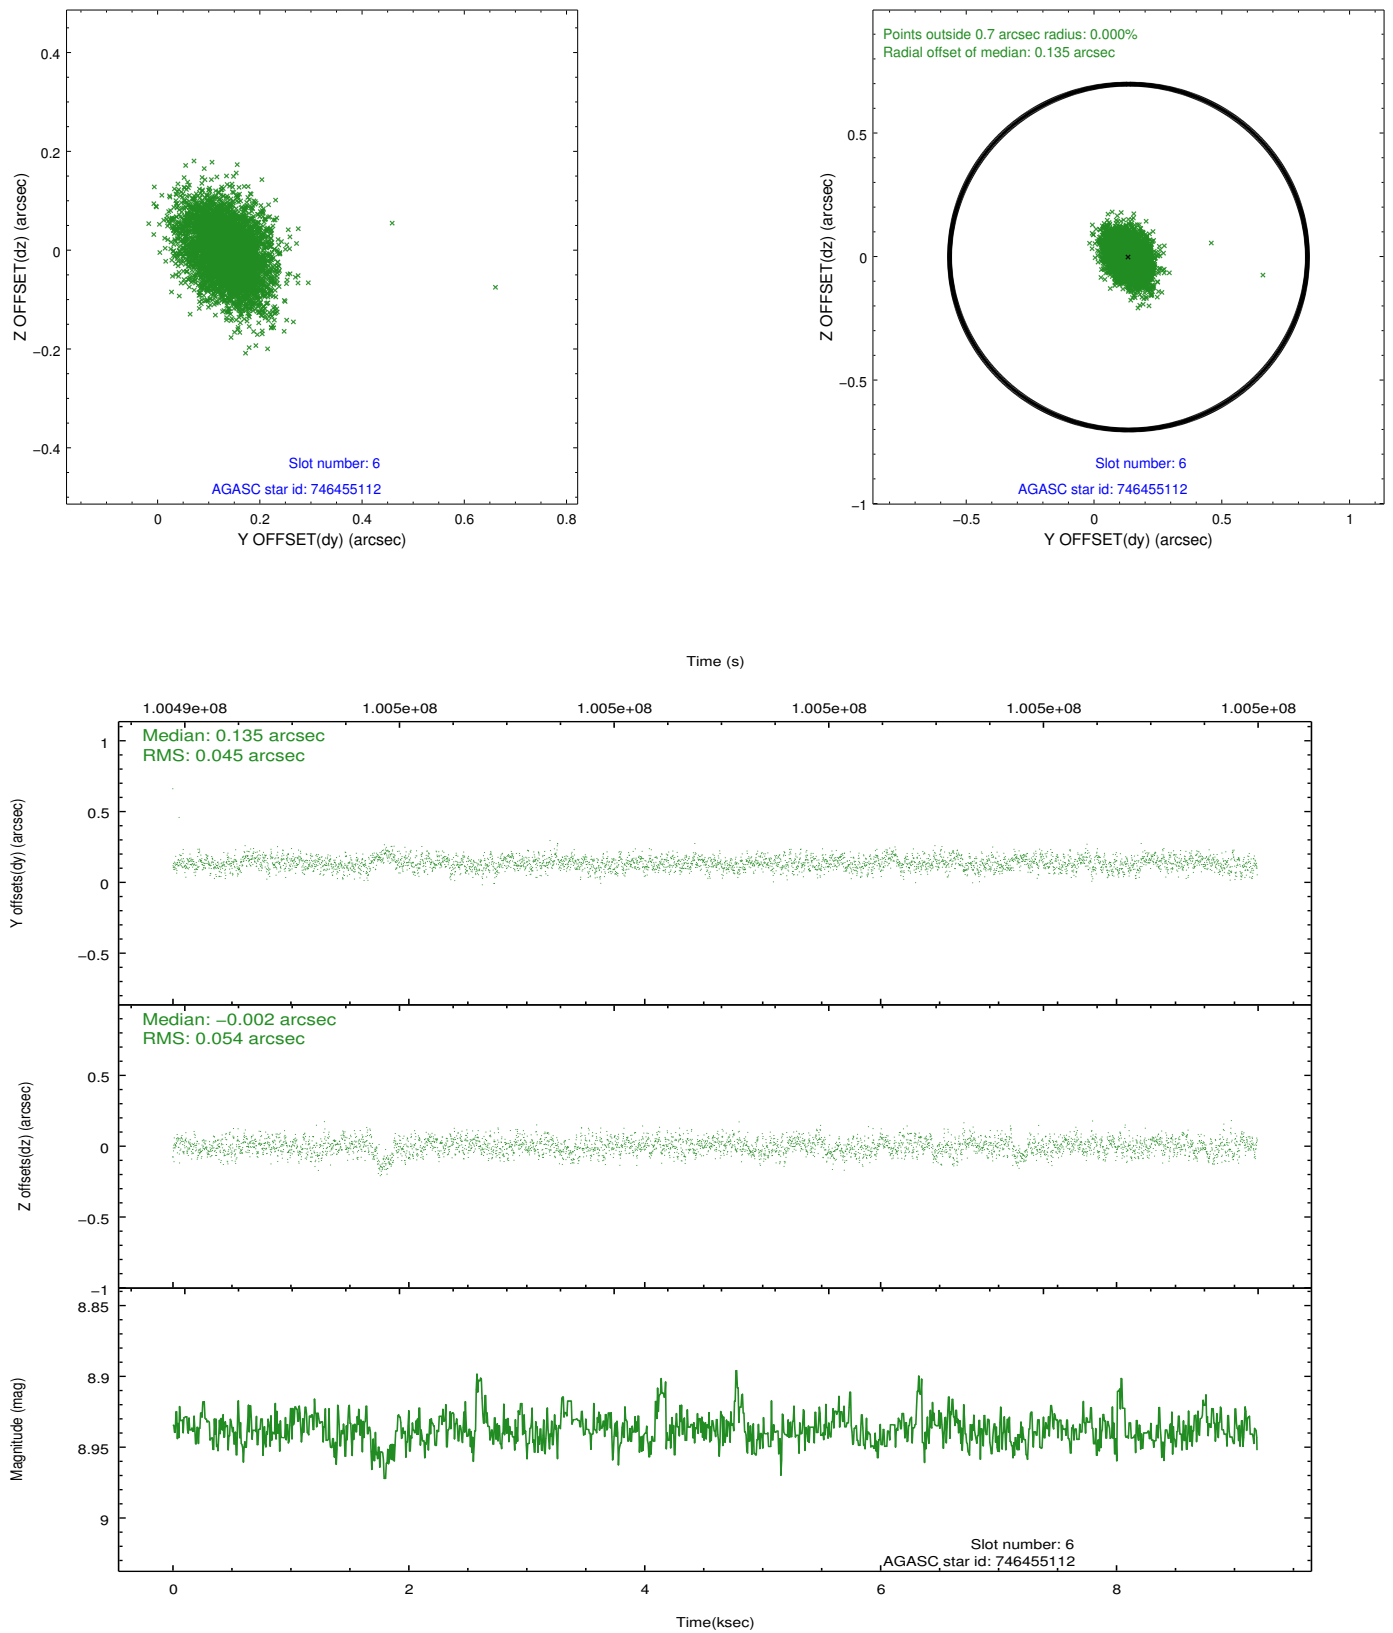 0.4
0.2
0
−0.2
−0.4
Z OFFSET(dz) (arcsec)
Slot number: 6
AGASC star id: 746455112
0 0.2 0.4 0.6 0.8
Y OFFSET(dy) (arcsec)
Points outside 0.7 arcsec radius: 0.000%
Radial offset of median: 0.135 arcsec
0.5
0
−0.5
−1
Z OFFSET(dz) (arcsec)
Slot number: 6
AGASC star id: 746455112
−0.5 0 0.5 1
Y OFFSET(dy) (arcsec)
Time (s)
1.0049e+08 1.005e+08 1.005e+08 1.005e+08 1.005e+08 1.005e+08
Median: 0.135 arcsec
RMS: 0.045 arcsec
1
0.5
0
−0.5
Y offsets(dy) (arcsec)
Median: −0.002 arcsec
RMS: 0.054 arcsec
0.5
0
−0.5
−1
Z offsets(dz) (arcsec)
8.85
8.9
8.95
9
Magnitude (mag)
Slot number: 6
AGASC star id: 746455112
0 2 4 6 8
Time(ksec)